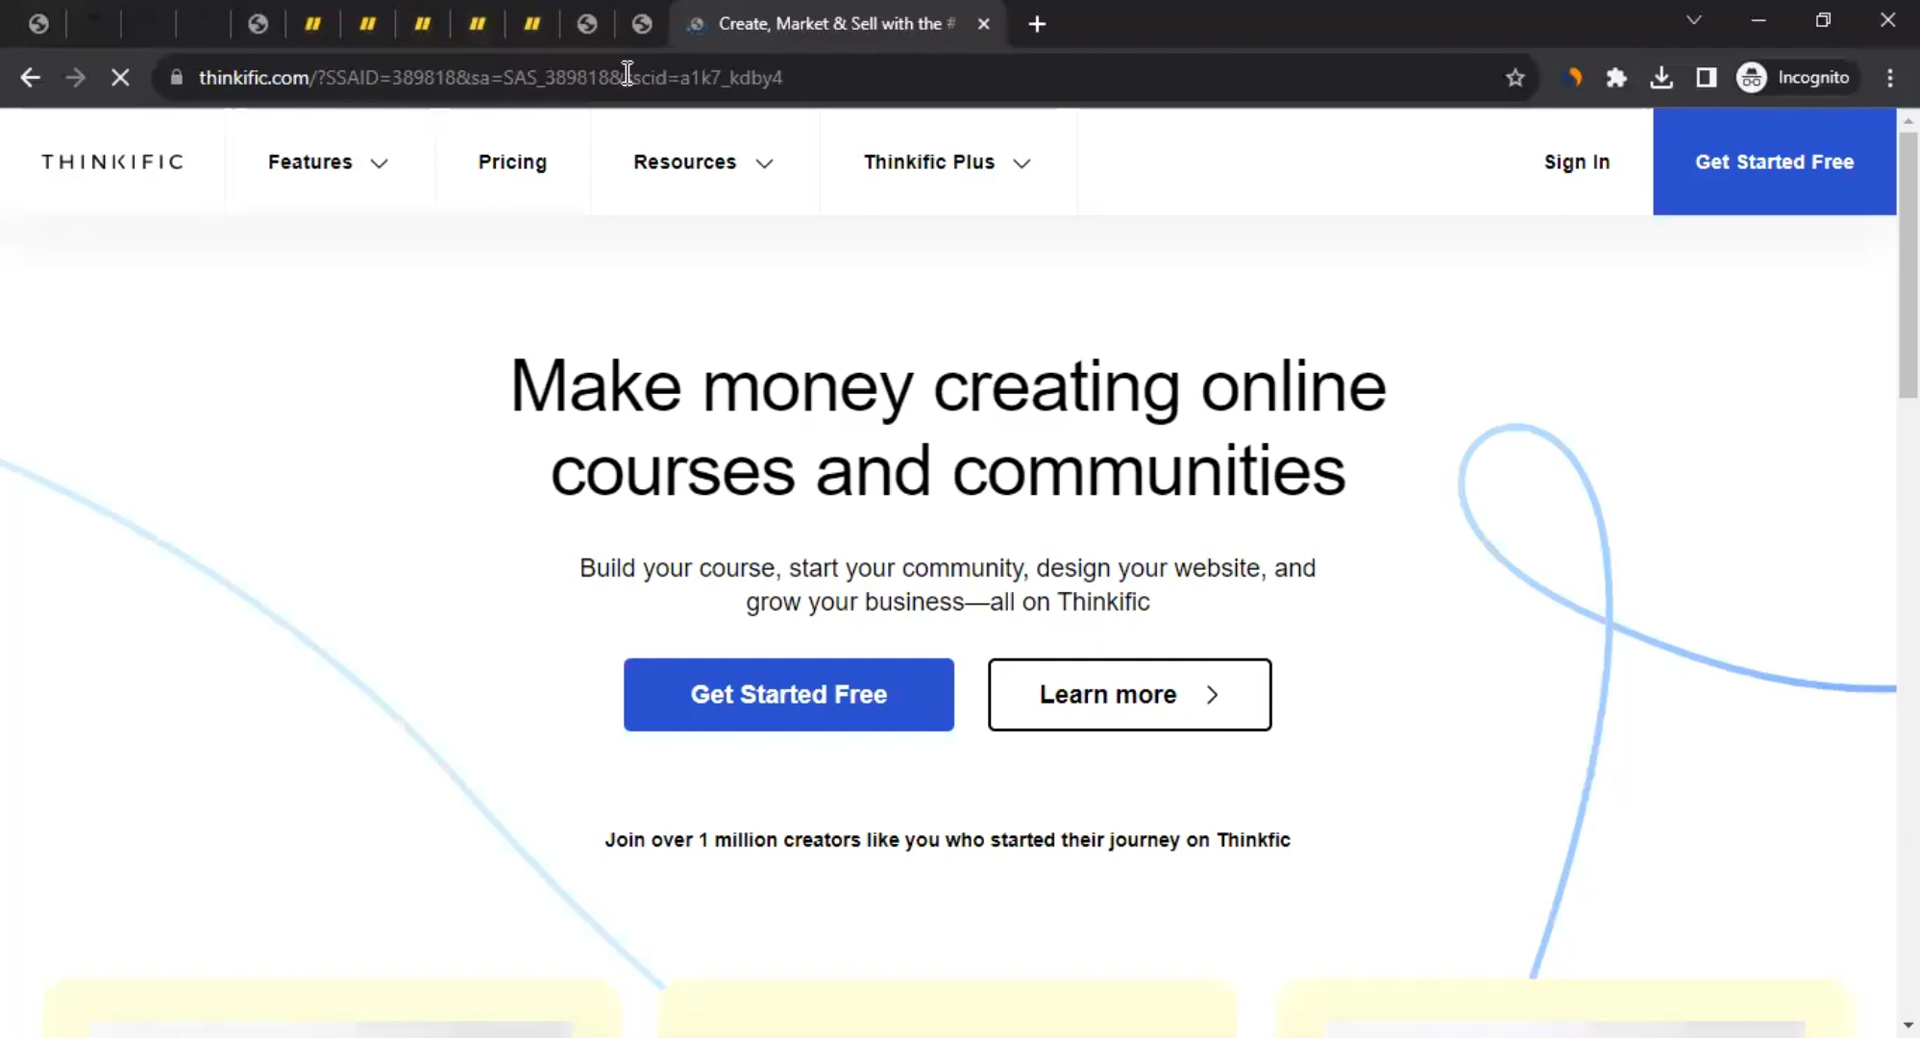 Create, Market & Sell with the #
thinkific.com/?SSAID=389818&sa=SAS_389818&sscid=a1k7_kdby4
Incognito
THINKIFIC
Features
Pricing
Resources
Thinkific Plus
Sign In
Get Started Free
Make money creating online
courses and communities
Build your course, start your community, design your website, and
grow your business—all on Thinkific
Get Started Free
Learn more
Join over 1 million creators like you who started their journey on Thinkfic